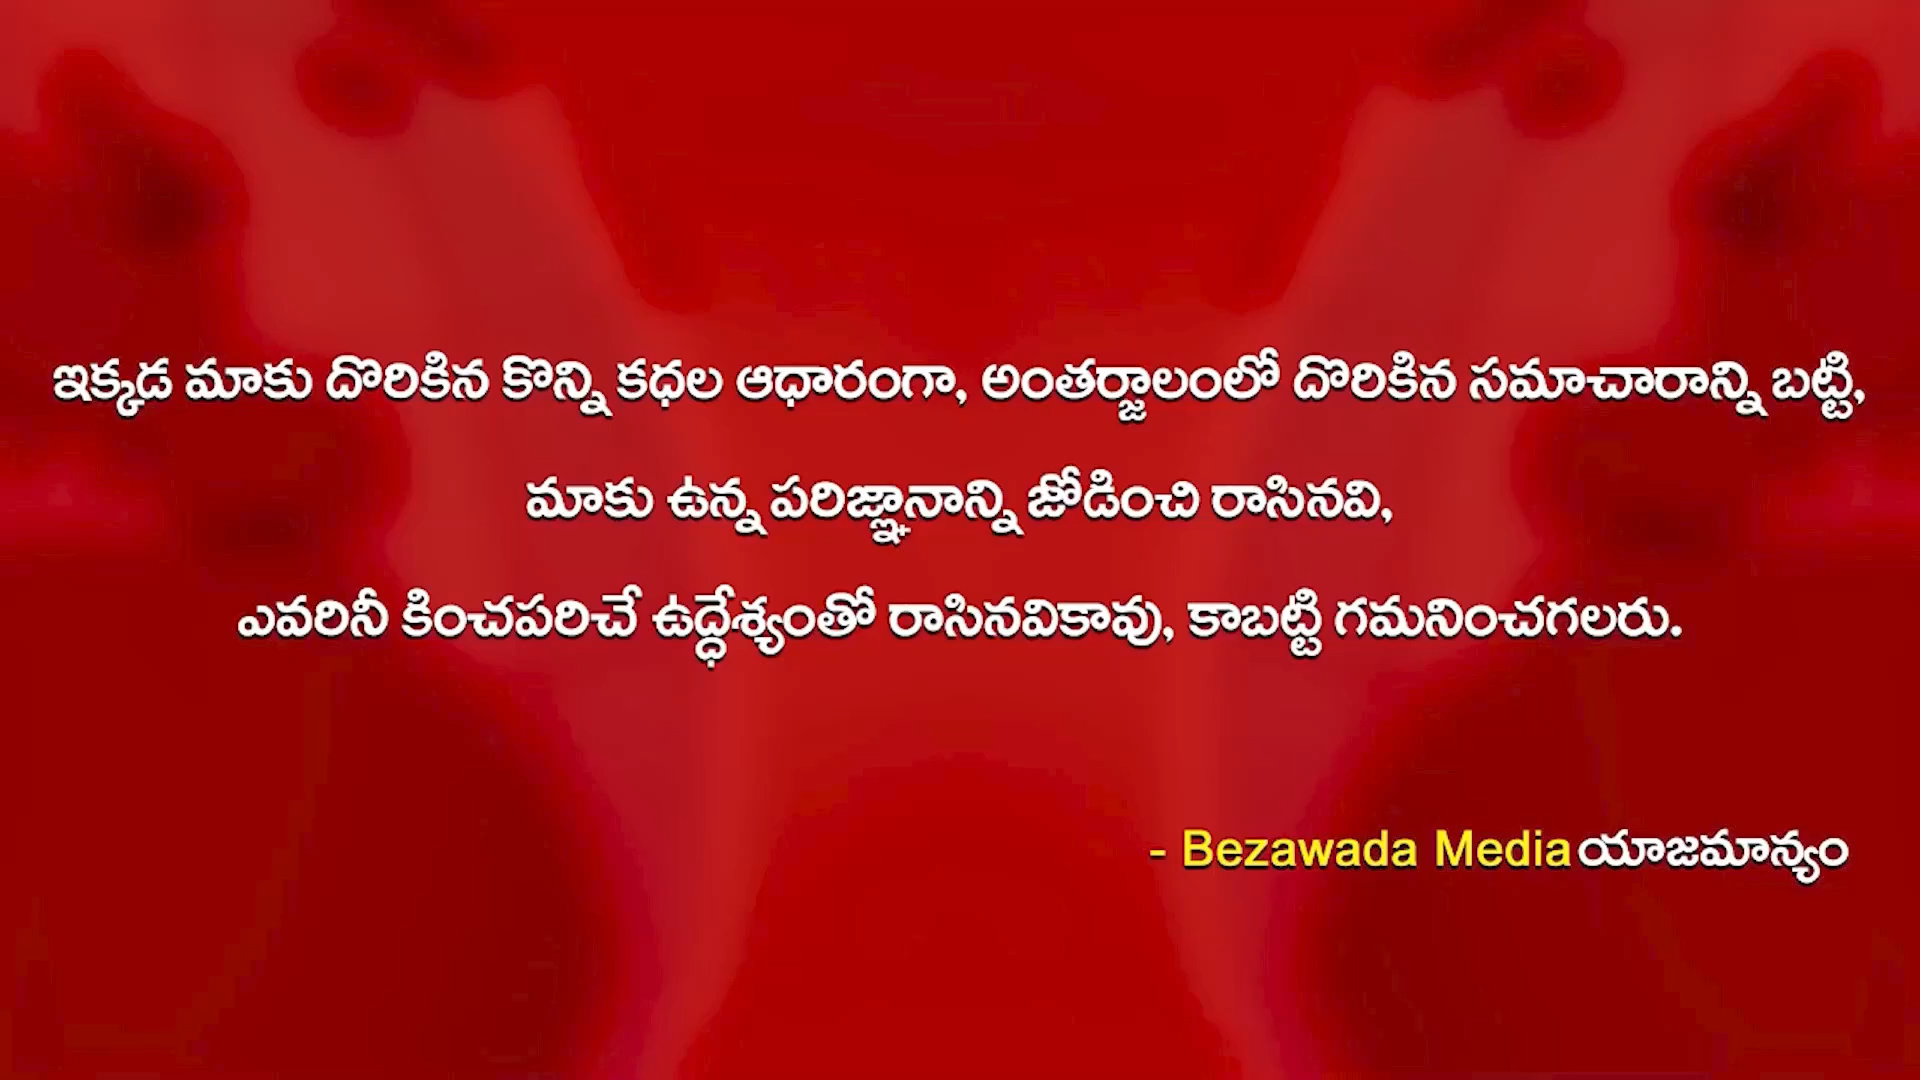 ఇక్కడ మాకు దొరికిన కొన్ని కధల ఆధారంగా, అంతర్జాలంలో దొరికిన సమాచారాన్ని బట్టి,
మాకు ఉన్న పరిజ్ఞానాన్ని జోడించి రాసినవి,
ఎవరినీ కించపరిచే ఉద్ధేశ్యంతో రాసినవికావు, కాబట్టి గమనించగలరు.
- Bezawada Media యాజమాన్యం